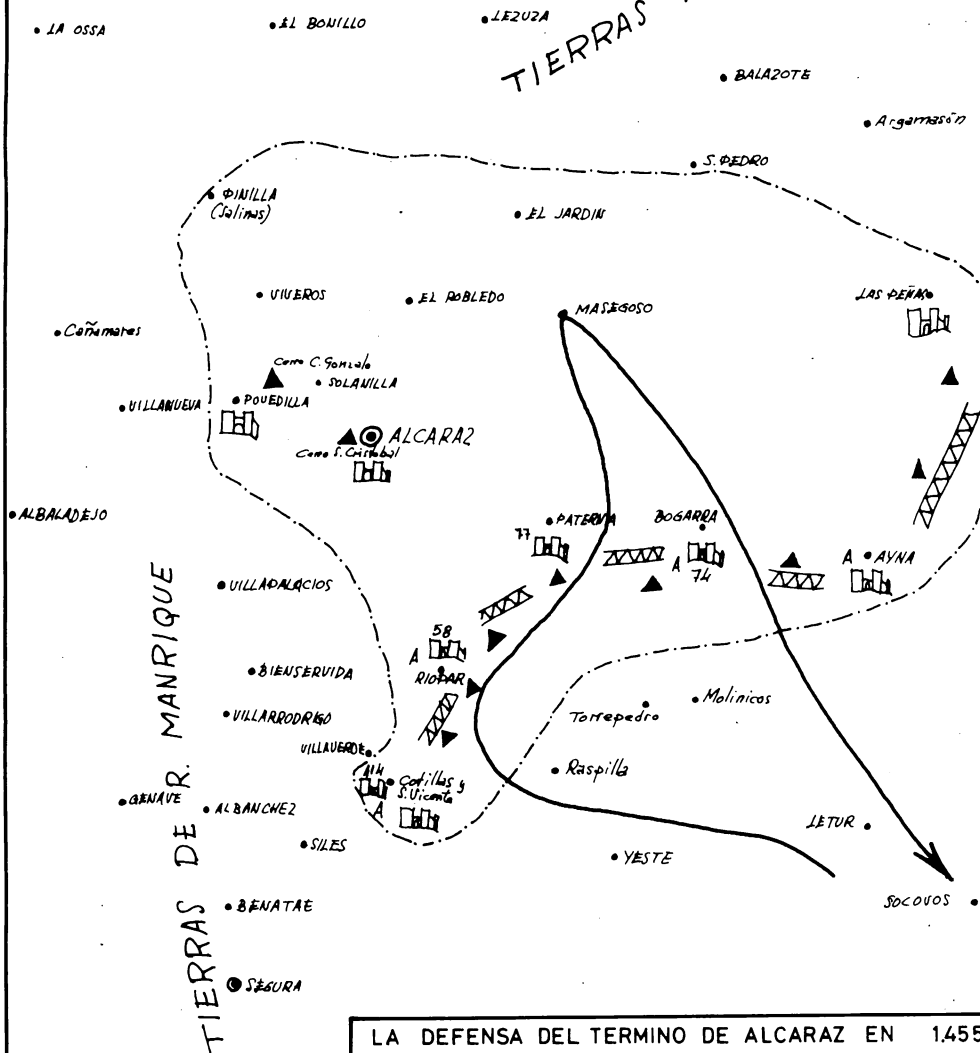 LA OSSA
EL BONILLO
LEZUZA
TIERRAS
BALAZOTE
Argamasón
S. PEDRO
PINILLA
(Salinas)
EL JARDIN
VIVEROS
EL ROBLEDO
MASEGOSO
LAS PEÑAS
Cañamares
Cerro C. Gonzalo
SOLANILLA
VILLANUEVA
POVEDILLA
ALCARAZ
Cerro S. Cristobal
ALBALADEJO
77
PATERNA
BOGARRA
A
74
A
AYNA
VILLAPALACIOS
58
A
RIOPAR
BIENSERVIDA
VILLARRODRIGO
Torrepedro
Molinicos
VILLAVERDE
114
Cotillas y
S. Vicente
A
Raspilla
GENAVE
ALBANCHEZ
SILES
LETUR
YESTE
BENATAE
SOCOVOS
SEGURA
TIERRAS DE R. MANRIQUE
LA DEFENSA DEL TERMINO DE ALCARAZ EN 1.455